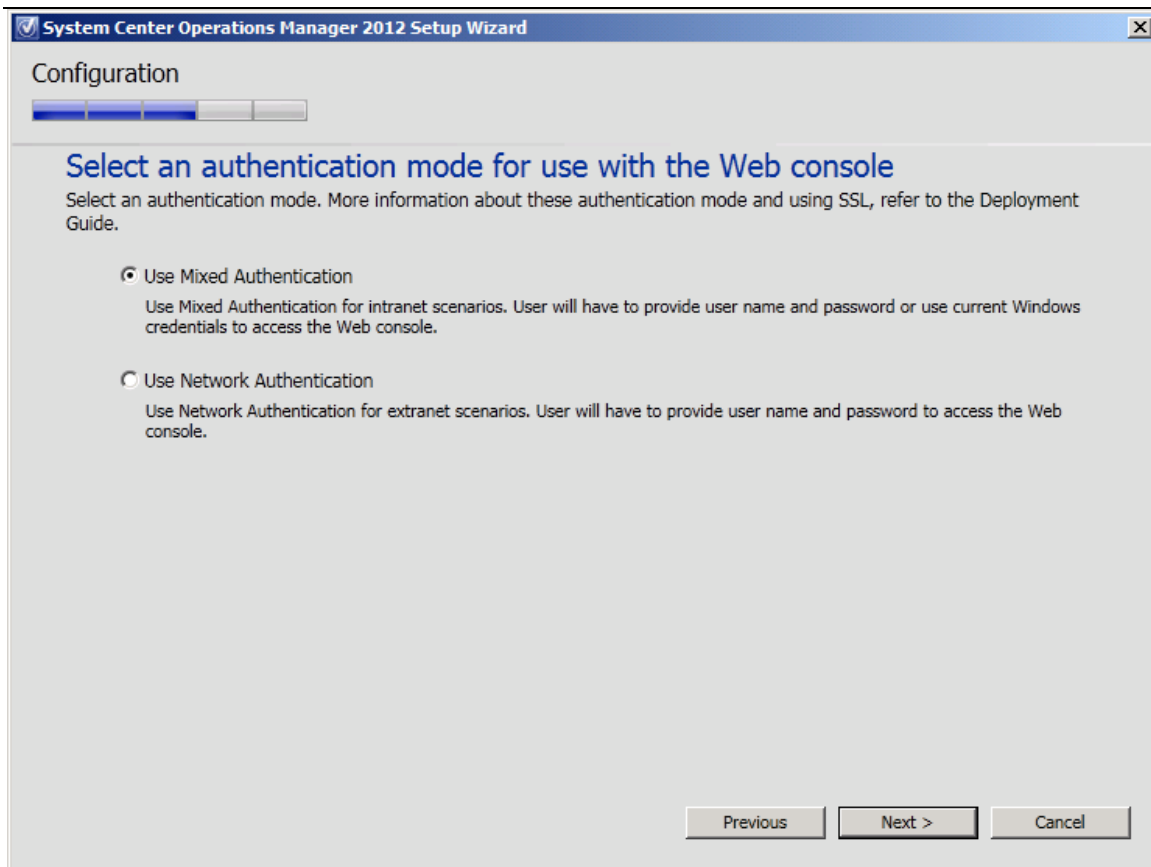 System Center Operations Manager 2012 Setup Wizard
Configuration
Select an authentication mode for use with the Web console
Select an authentication mode. More information about these authentication mode and using SSL, refer to the Deployment
Guide.
Use Mixed Authentication
Use Mixed Authentication for intranet scenarios. User will have to provide user name and password or use current Windows
credentials to access the Web console.
Use Network Authentication
Use Network Authentication for extranet scenarios. User will have to provide user name and password to access the Web
console.
Previous Next > Cancel